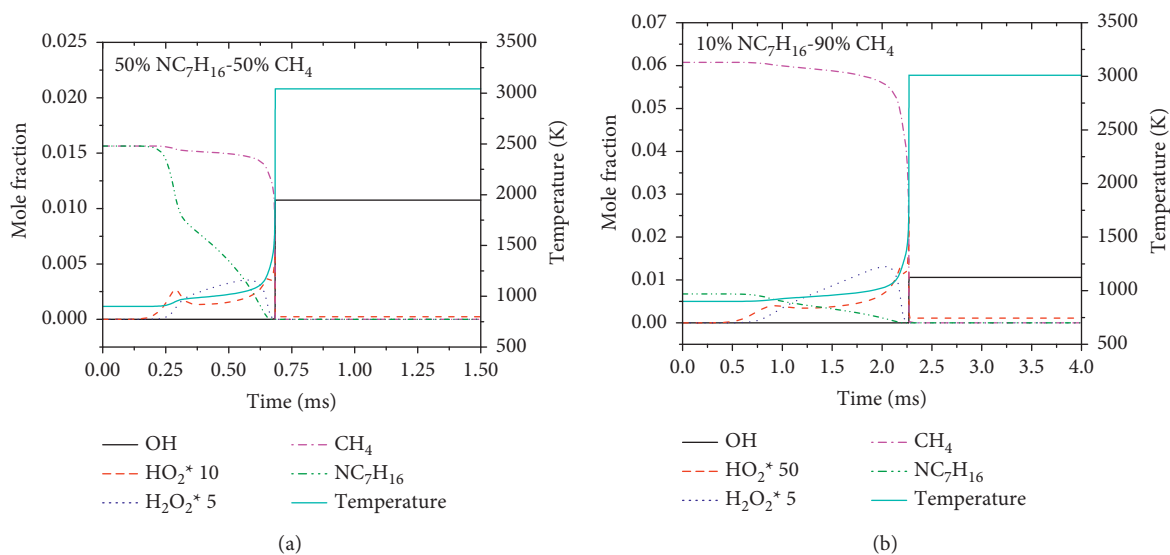 50% NC₇H₁₆-50% CH₄
0.025
0.020
0.015
0.010
0.005
0.000
Mole fraction
3500
3000
2500
2000
1500
1000
500
Temperature (K)
0.00 0.25 0.50 0.75 1.00 1.25 1.50
Time (ms)
OH
HO₂* 10
H₂O₂* 5
CH₄
NC₇H₁₆
Temperature
(a)
10% NC₇H₁₆-90% CH₄
0.07
0.06
0.05
0.04
0.03
0.02
0.01
0.00
Mole fraction
3500
3000
2500
2000
1500
1000
500
Temperature (K)
0.0 0.5 1.0 1.5 2.0 2.5 3.0 3.5 4.0
Time (ms)
OH
HO₂* 50
H₂O₂* 5
CH₄
NC₇H₁₆
Temperature
(b)